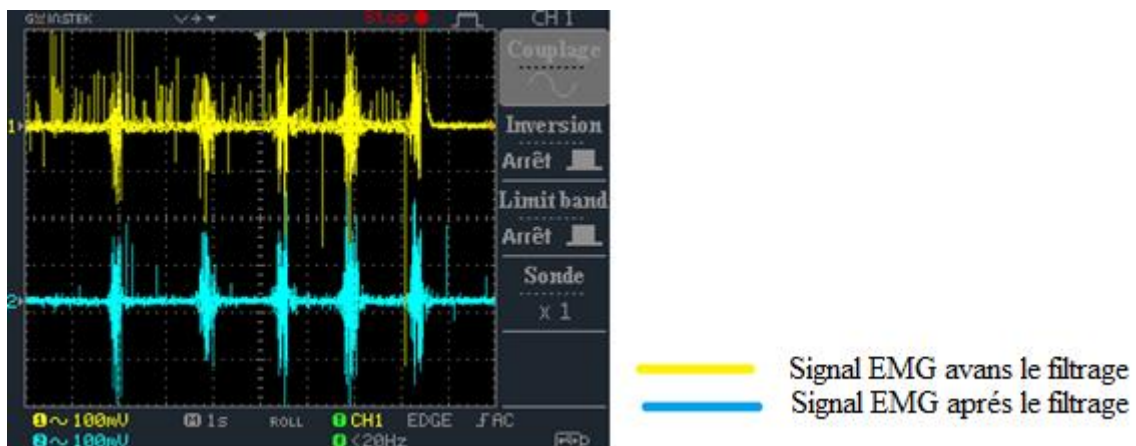 GW INSTEK Stop CH 1
Couplage
Inversion
Arrêt
Limit band
Arrêt
Sonde
x 1
1
2
1 100mV M 1s ROLL CH1 EDGE AC
2 100mV <20Hz
Signal EMG avans le filtrage
Signal EMG aprés le filtrage